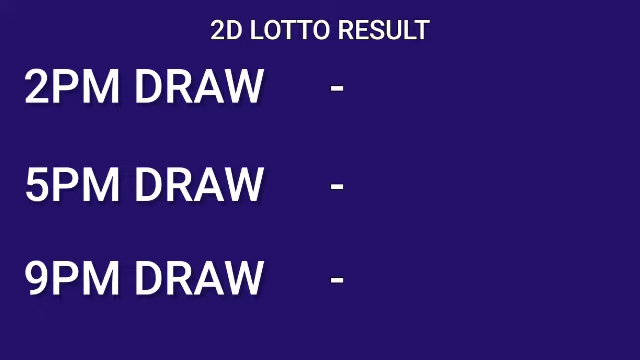 2D LOTTO RESULT
2PM DRAW -
5PM DRAW -
9PM DRAW -